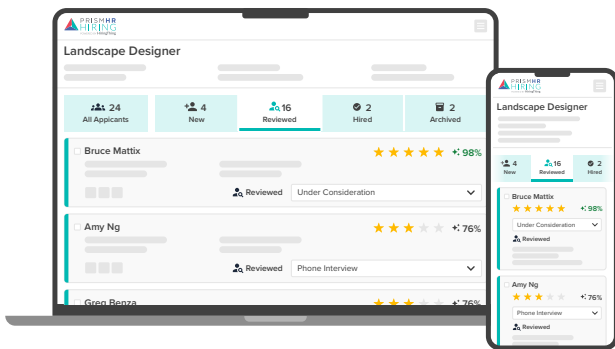 PRISMHR
HIRING
Landscape Designer
24
All Appicants
4
New
16
Reviewed
2
Hired
2
Archived
Bruce Mattix
98%
Reviewed
Under Consideration
Amy Ng
76%
Reviewed
Phone Interview
Greg Benza
76%
PRISMHR
HIRING
Landscape Designer
4
New
16
Reviewed
2
Hired
Bruce Mattix
98%
Under Consideration
Reviewed
Amy Ng
76%
Phone Interview
Reviewed